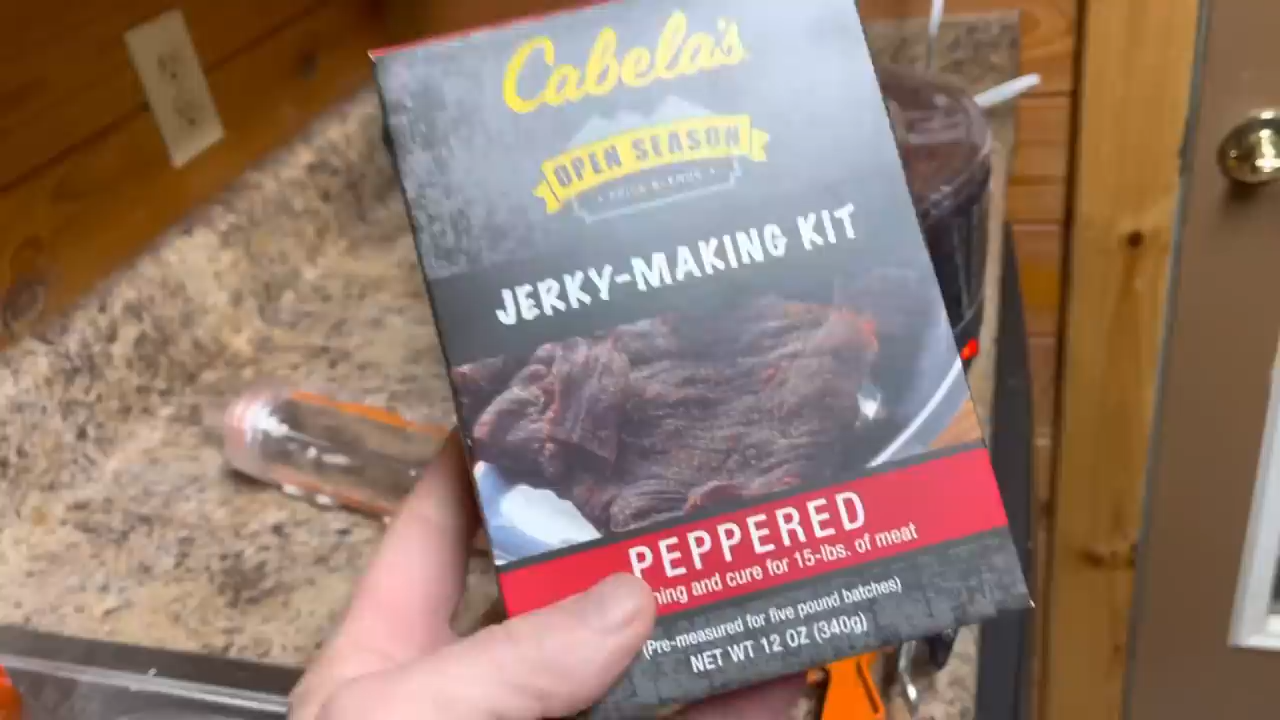 Cabela's
OPEN SEASON
JERKY-MAKING KIT
PEPPERED
ning and cure for 15-lbs. of meat
(Pre-measured for five pound batches)
NET WT 12 OZ (340g)